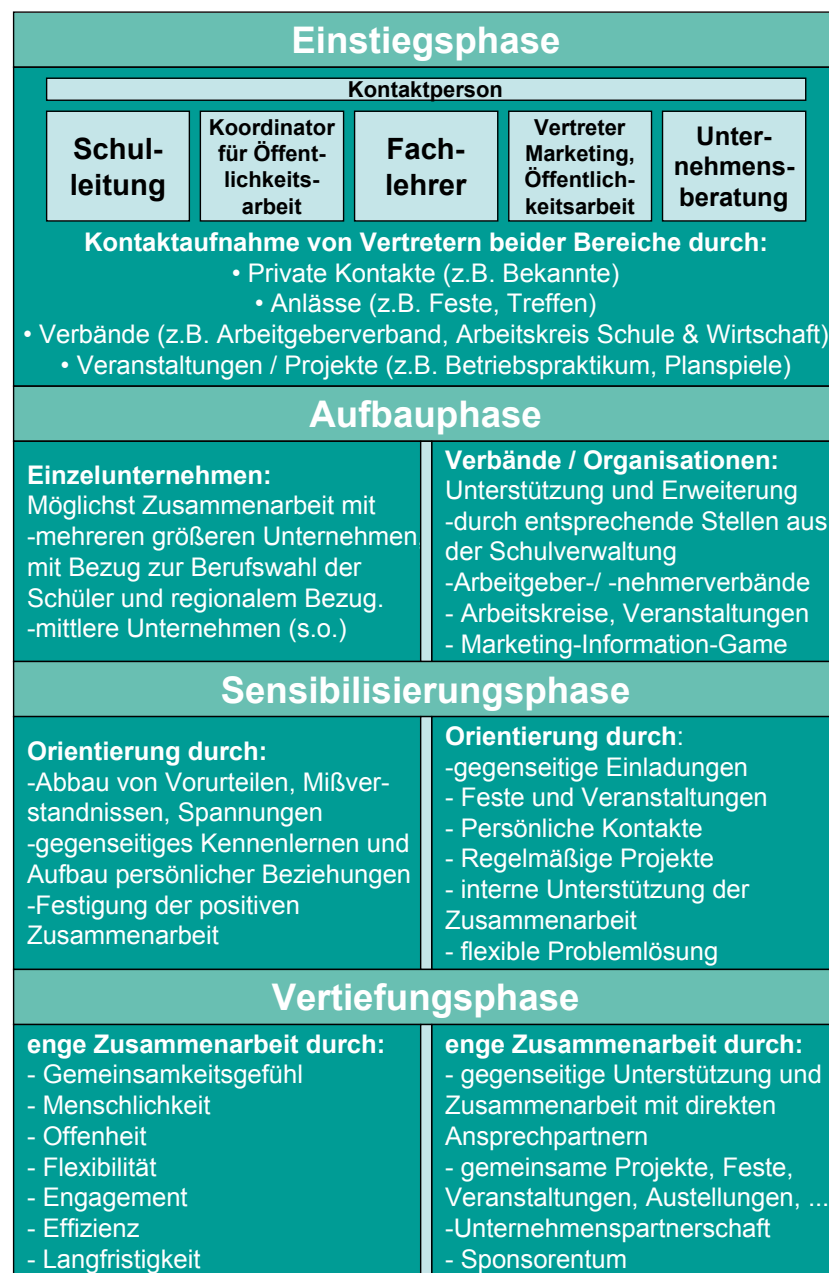 Einstiegsphase
Kontaktperson
Schul-
leitung
Koordinator
für Öffent-
lichkeits-
arbeit
Fach-
lehrer
Vertreter
Marketing,
Öffentlich-
keitsarbeit
Unter-
nehmens-
beratung
Kontaktaufnahme von Vertretern beider Bereiche durch:
• Private Kontakte (z.B. Bekannte)
• Anlässe (z.B. Feste, Treffen)
• Verbände (z.B. Arbeitgeberverband, Arbeitskreis Schule & Wirtschaft)
• Veranstaltungen / Projekte (z.B. Betriebspraktikum, Planspiele)
Aufbauphase
Einzelunternehmen:
Möglichst Zusammenarbeit mit
-mehreren größeren Unternehmen,
mit Bezug zur Berufswahl der
Schüler und regionalem Bezug.
-mittlere Unternehmen (s.o.)
Verbände / Organisationen:
Unterstützung und Erweiterung
-durch entsprechende Stellen aus
der Schulverwaltung
-Arbeitgeber-/ -nehmerverbände
- Arbeitskreise, Veranstaltungen
- Marketing-Information-Game
Sensibilisierungsphase
Orientierung durch:
-Abbau von Vorurteilen, Mißver-
standnissen, Spannungen
-gegenseitiges Kennenlernen und
Aufbau persönlicher Beziehungen
-Festigung der positiven
Zusammenarbeit
Orientierung durch:
-gegenseitige Einladungen
- Feste und Veranstaltungen
- Persönliche Kontakte
- Regelmäßige Projekte
- interne Unterstützung der
Zusammenarbeit
- flexible Problemlösung
Vertiefungsphase
enge Zusammenarbeit durch:
- Gemeinsamkeitsgefühl
- Menschlichkeit
- Offenheit
- Flexibilität
- Engagement
- Effizienz
- Langfristigkeit
enge Zusammenarbeit durch:
- gegenseitige Unterstützung und
Zusammenarbeit mit direkten
Ansprechpartnern
- gemeinsame Projekte, Feste,
Veranstaltungen, Austellungen, ...
-Unternehmenspartnerschaft
- Sponsorentum